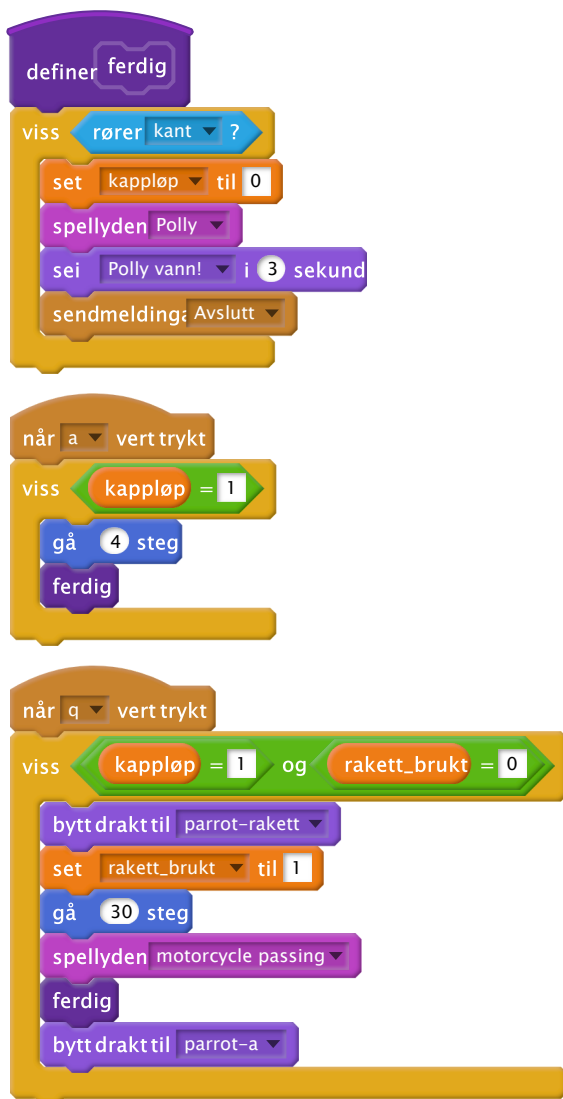 definer ferdig
viss rører kant ?
set kappløp til 0
spellyden Polly
sei Polly vann! i 3 sekund
sendmeldinga Avslutt
når a vert trykt
viss kappløp = 1
gå 4 steg
ferdig
når q vert trykt
viss kappløp = 1 og rakett_brukt = 0
bytt drakt til parrot-rakett
set rakett_brukt til 1
gå 30 steg
spellyden motorcycle passing
ferdig
bytt drakt til parrot-a